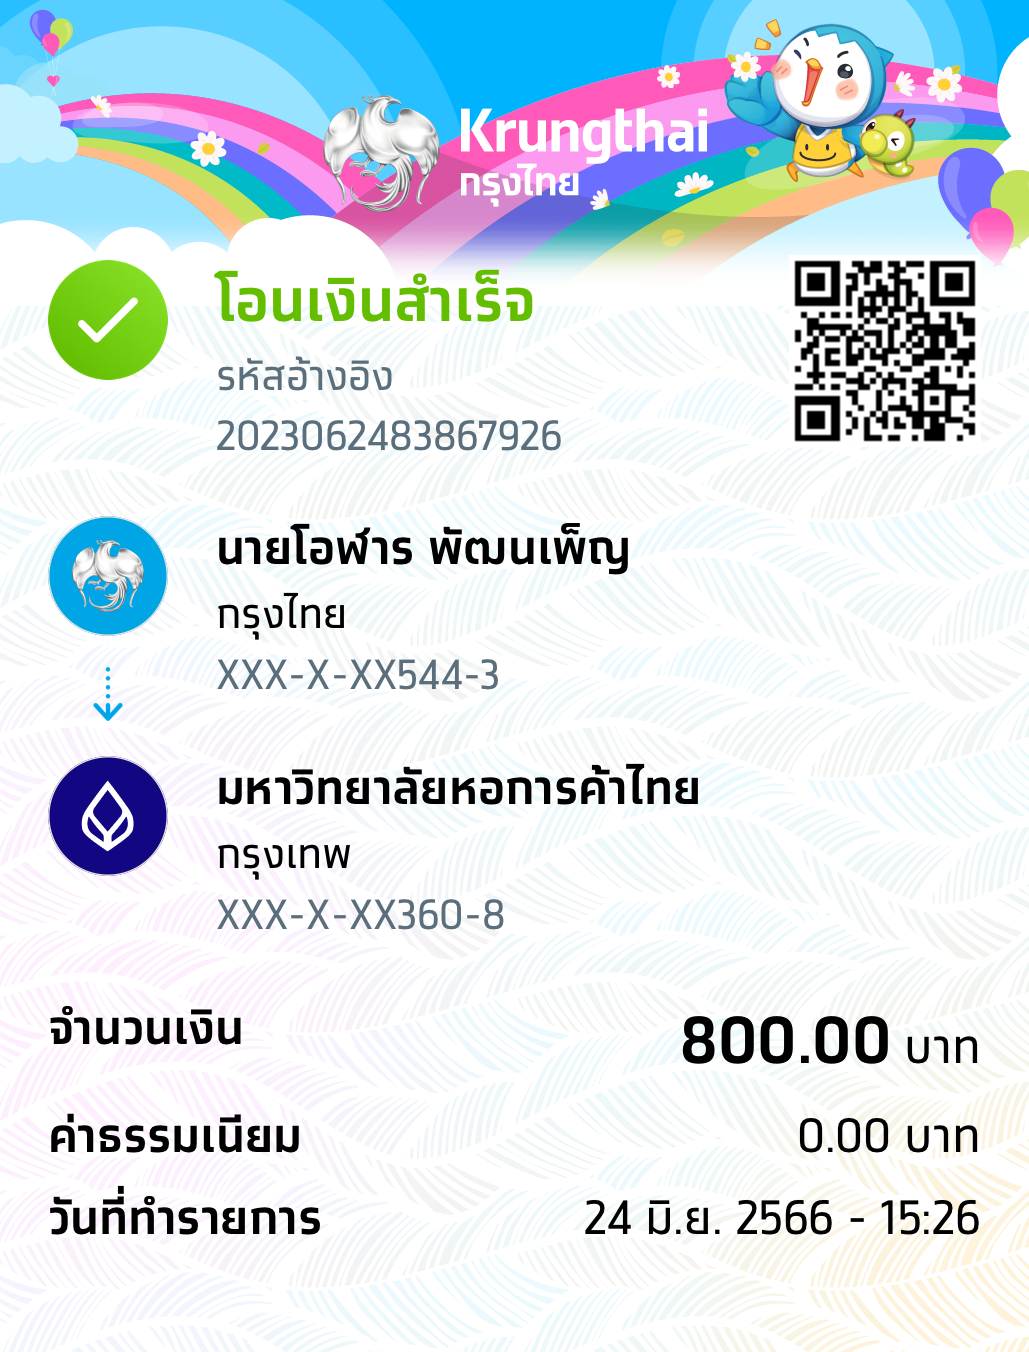 Krungthai
กรุงไทย
โอนเงินสำเร็จ
รหัสอ้างอิง
2023062483867926
นายโอฬาร พัฒนเพ็ญ
กรุงไทย
XXX-X-XX544-3
มหาวิทยาลัยหอการค้าไทย
กรุงเทพ
XXX-X-XX360-8
จำนวนเงิน 800.00 บาท
ค่าธรรมเนียม 0.00 บาท
วันที่ทำรายการ 24 มิ.ย. 2566 - 15:26